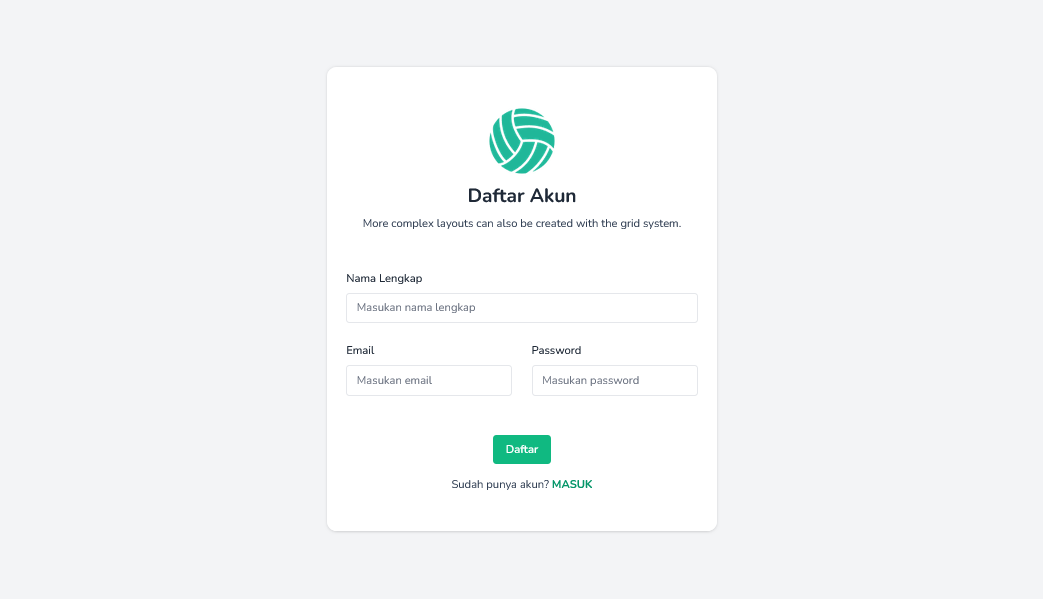 Daftar Akun
More complex layouts can also be created with the grid system.
Nama Lengkap
Masukan nama lengkap
Email
Masukan email
Password
Masukan password
Daftar
Sudah punya akun? MASUK